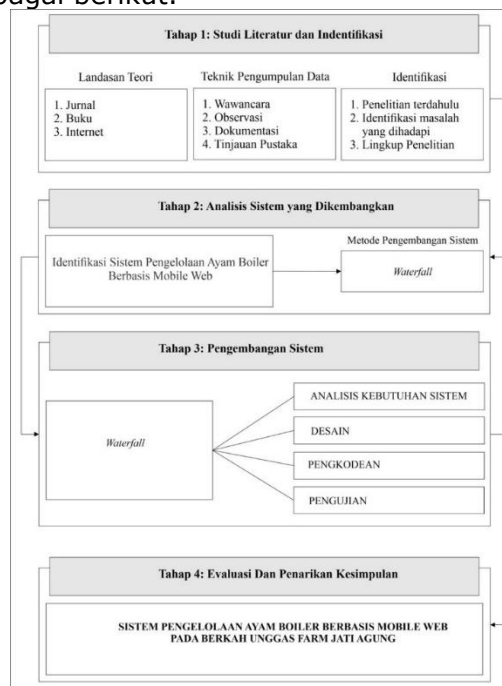 bagai berikut.
Tahap 1: Studi Literatur dan Indentifikasi
Landasan Teori
1. Jurnal
2. Buku
3. Internet
Teknik Pengumpulan Data
1. Wawancara
2. Observasi
3. Dokumentasi
4. Tinjauan Pustaka
Identifikasi
1. Penelitian terdahulu
2. Identifikasi masalah
yang dihadapi
3. Lingkup Penelitian
Tahap 2: Analisis Sistem yang Dikembangkan
Identifikasi Sistem Pengelolaan Ayam Boiler
Berbasis Mobile Web
Metode Pengembangan Sistem
Waterfall
Tahap 3: Pengembangan Sistem
Waterfall
ANALISIS KEBUTUHAN SISTEM
DESAIN
PENGKODEAN
PENGUJIAN
Tahap 4: Evaluasi Dan Penarikan Kesimpulan
SISTEM PENGELOLAAN AYAM BOILER BERBASIS MOBILE WEB
PADA BERKAH UNGGAS FARM JATI AGUNG